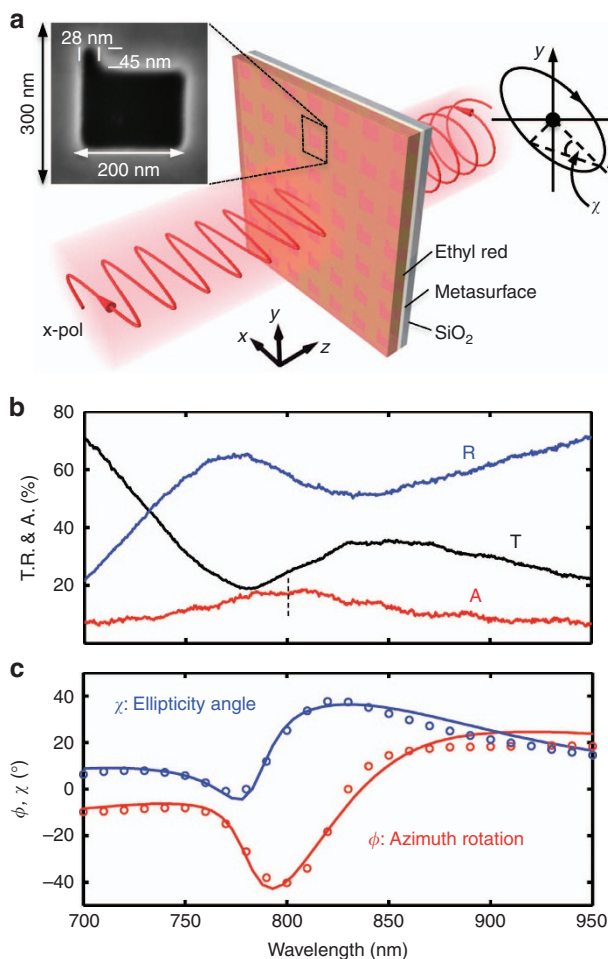 a
28 nm
45 nm
300 nm
200 nm
y
χ
Ethyl red
Metasurface
SiO2
x-pol
y
x
z
b
80
60
40
20
T.R. & A. (%)
R
T
A
c
40
20
0
−20
−40
ϕ, χ (°)
χ: Ellipticity angle
ϕ: Azimuth rotation
700
750
800
850
900
950
Wavelength (nm)